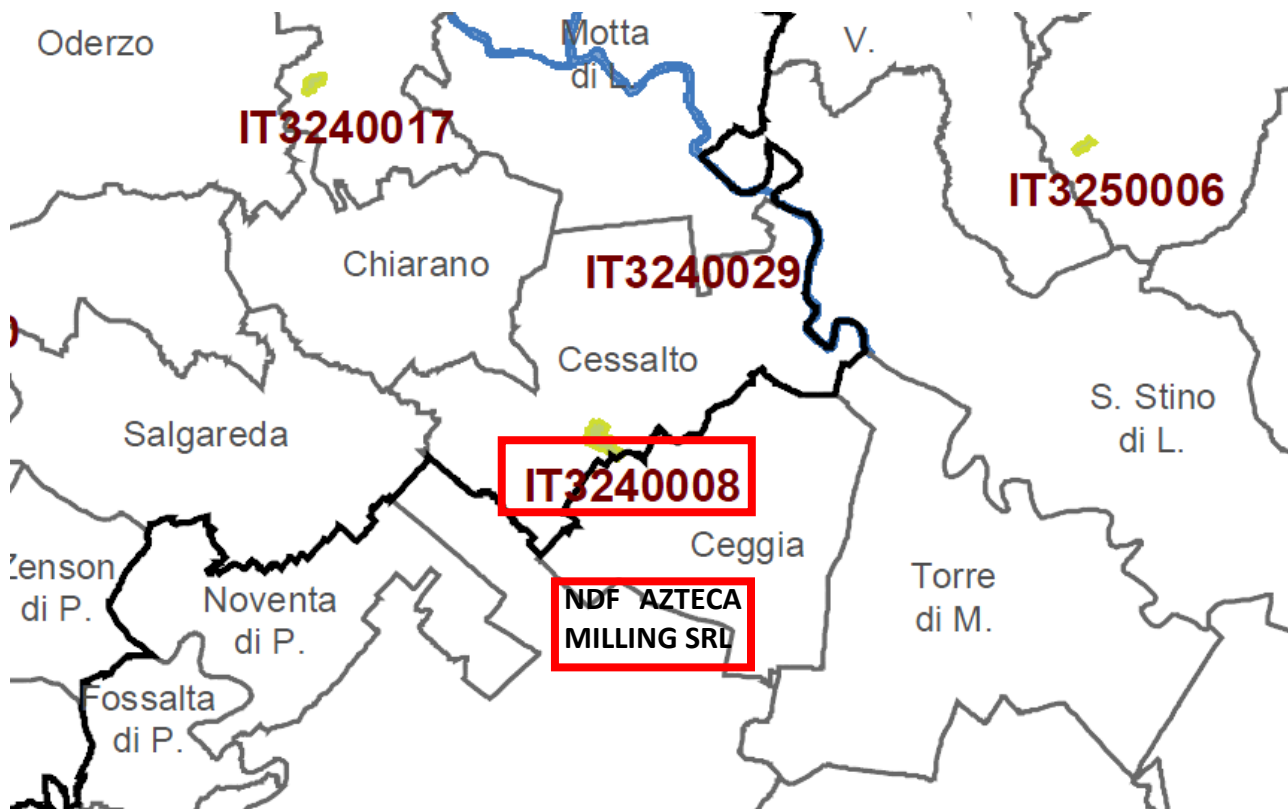 Oderzo
Motta
di L.
V.
IT3240017
IT3250006
Chiarano
IT3240029
Cessalto
Salgareda
S. Stino
di L.
IT3240008
Ceggia
Zenson
di P.
Noventa
di P.
NDF AZTECA
MILLING SRL
Torre
di M.
Fossalta
di P.